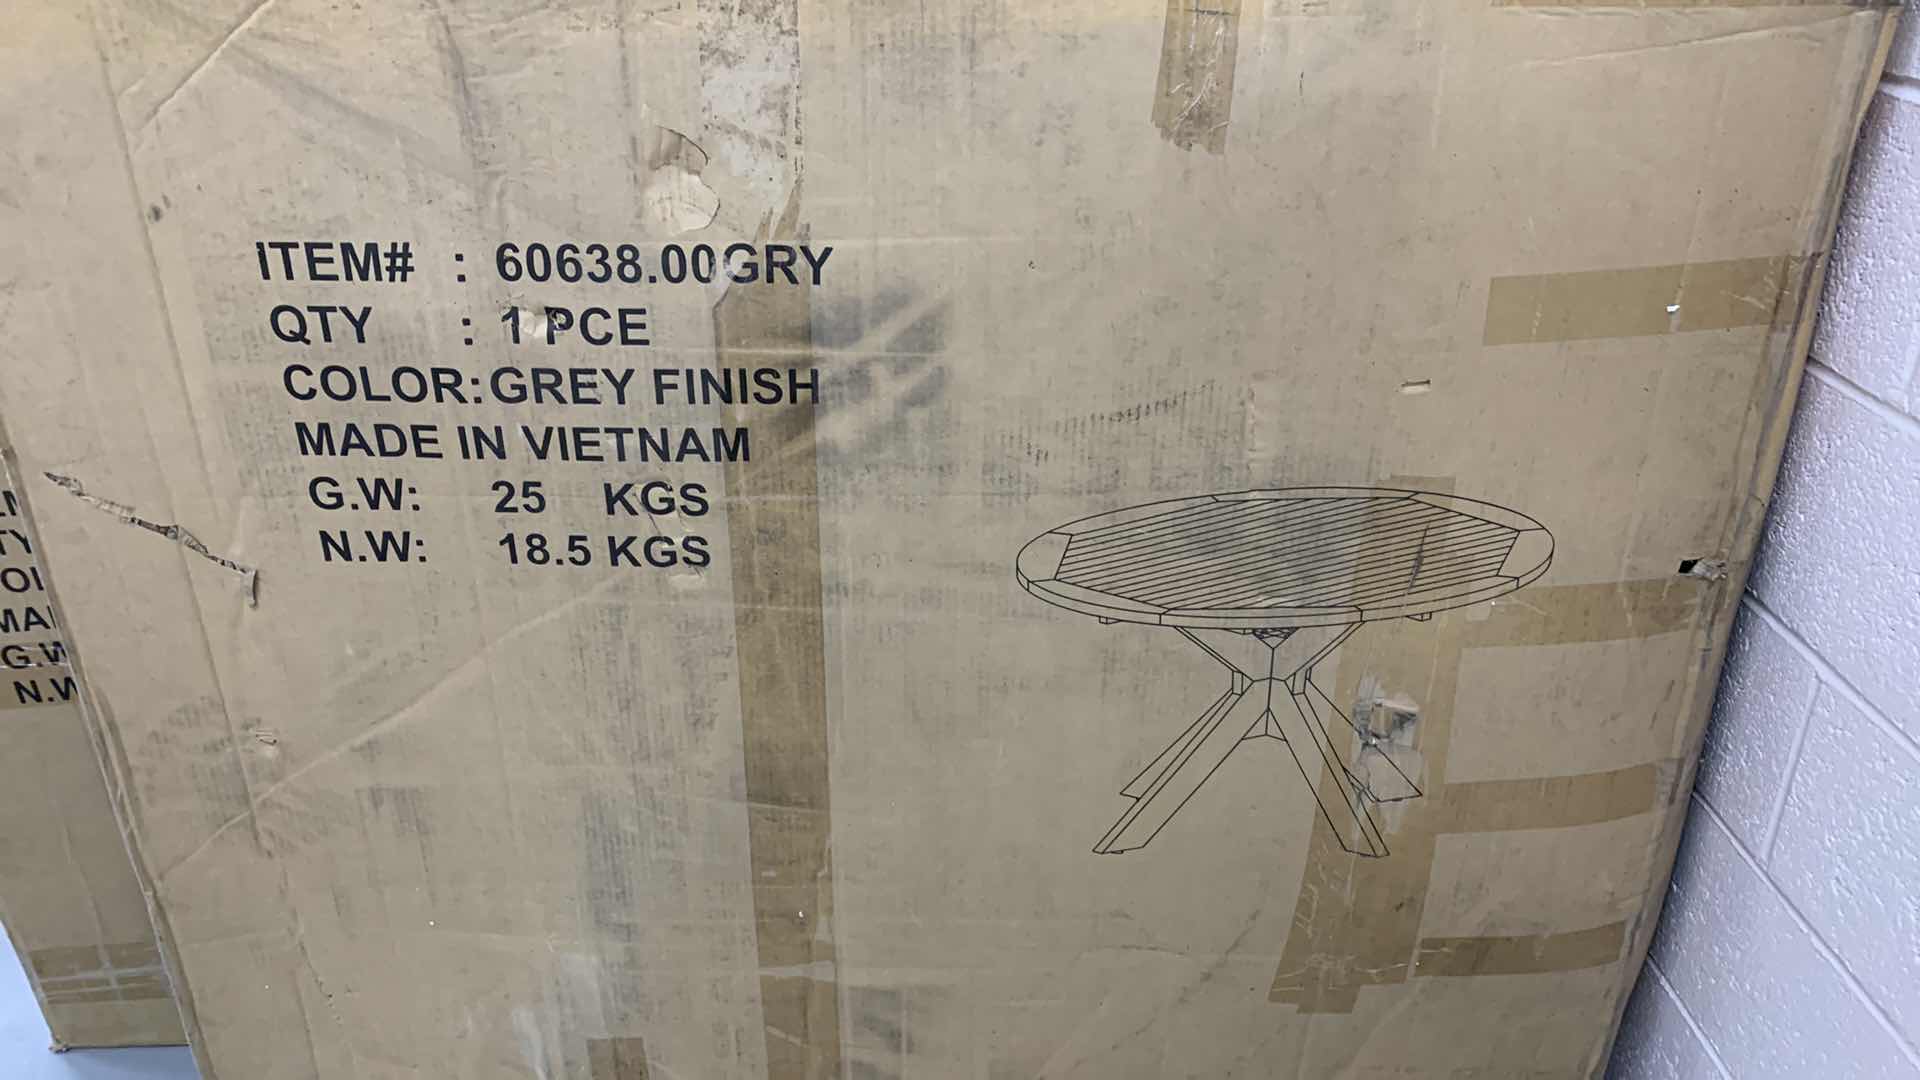 ITEM# : 60638.00GRY
QTY : 1 PCE
COLOR: GREY FINISH
MADE IN VIETNAM
G.W: 25 KGS
N.W: 18.5 KGS
G.W
N.W